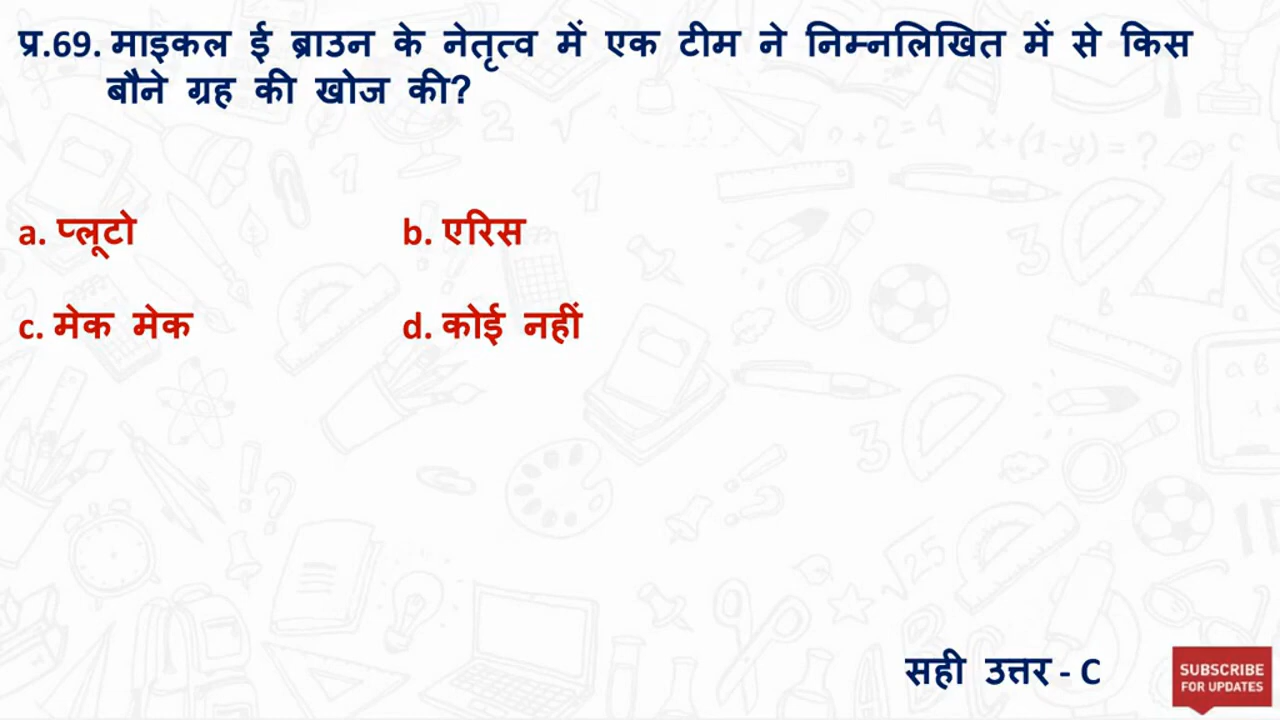 प्र.69. माइकल ई ब्राउन के नेतृत्व में एक टीम ने निम्नलिखित में से किस
बौने ग्रह की खोज की?
a. प्लूटो b. एरिस
c. मेक मेक d. कोई नहीं
सही उत्तर - C
SUBSCRIBE
FOR UPDATES